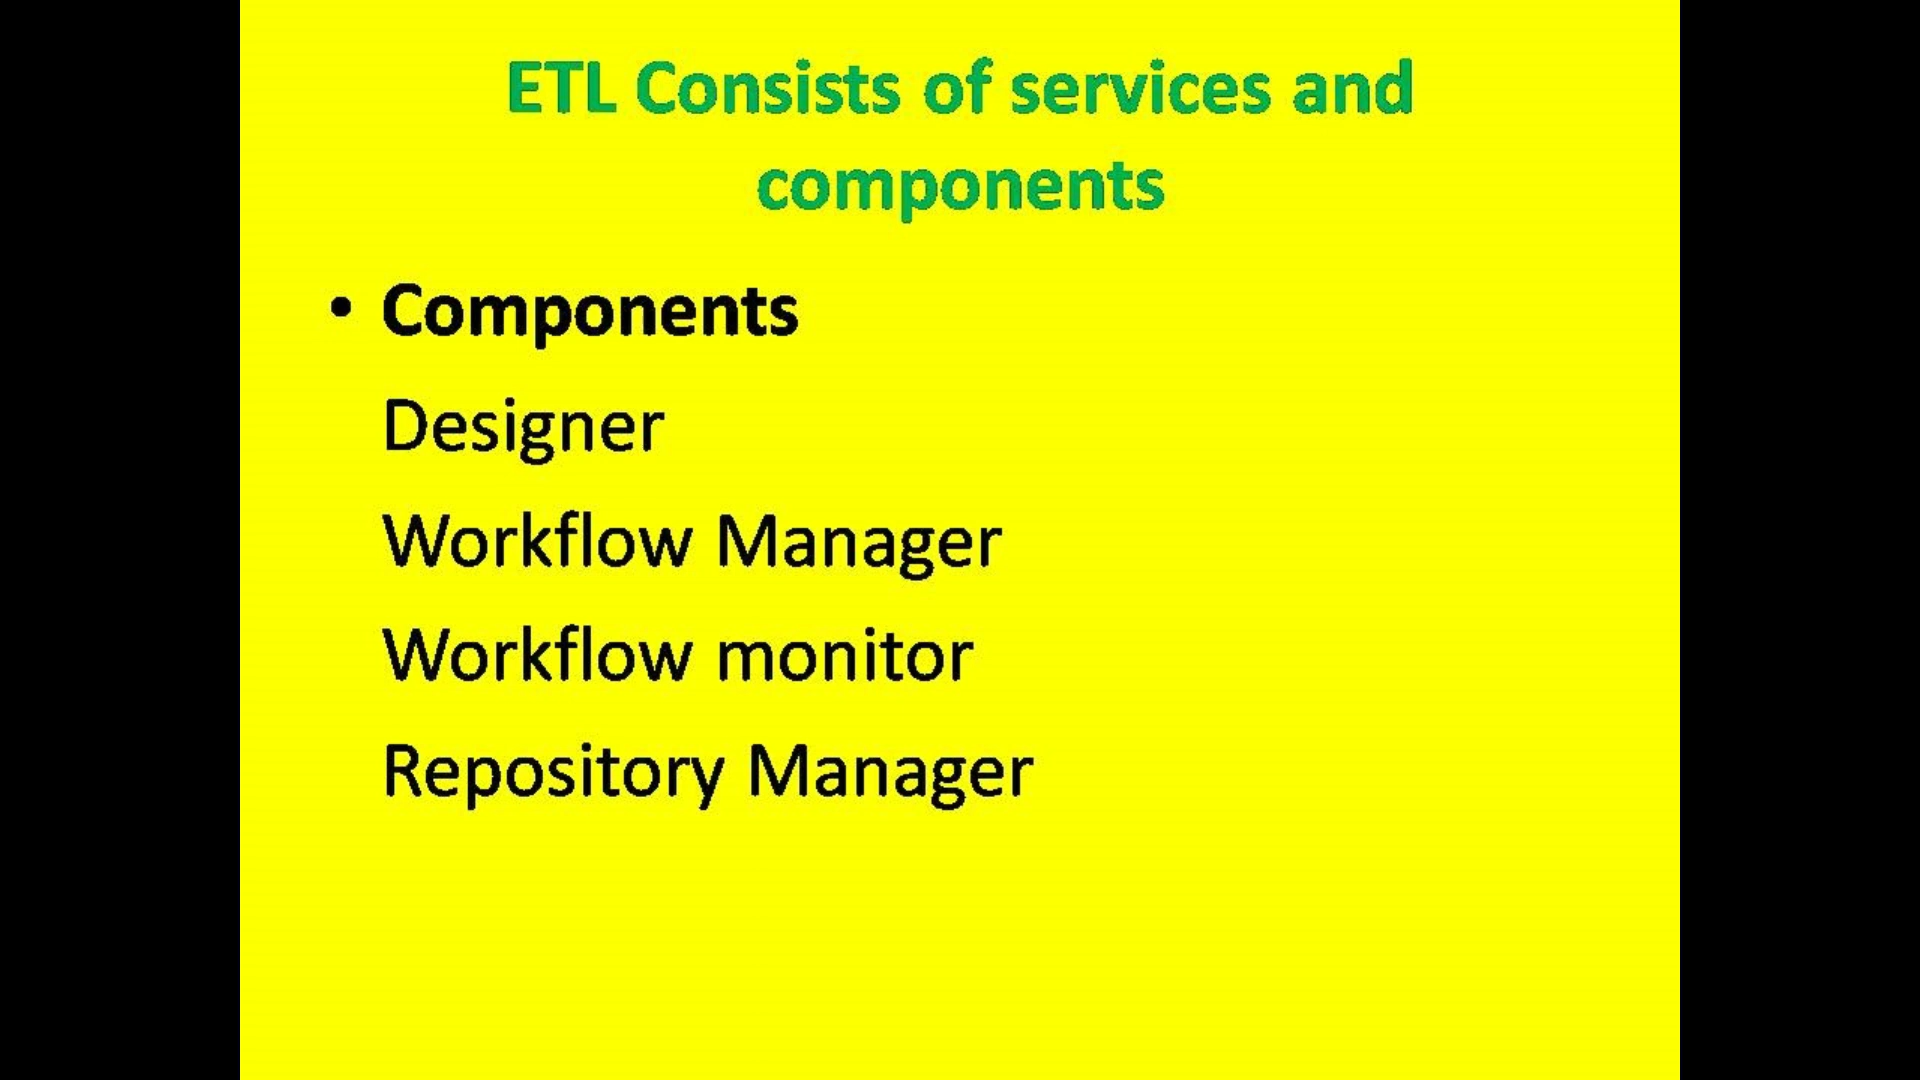 ETL Consists of services and
components
• Components
Designer
Workflow Manager
Workflow monitor
Repository Manager